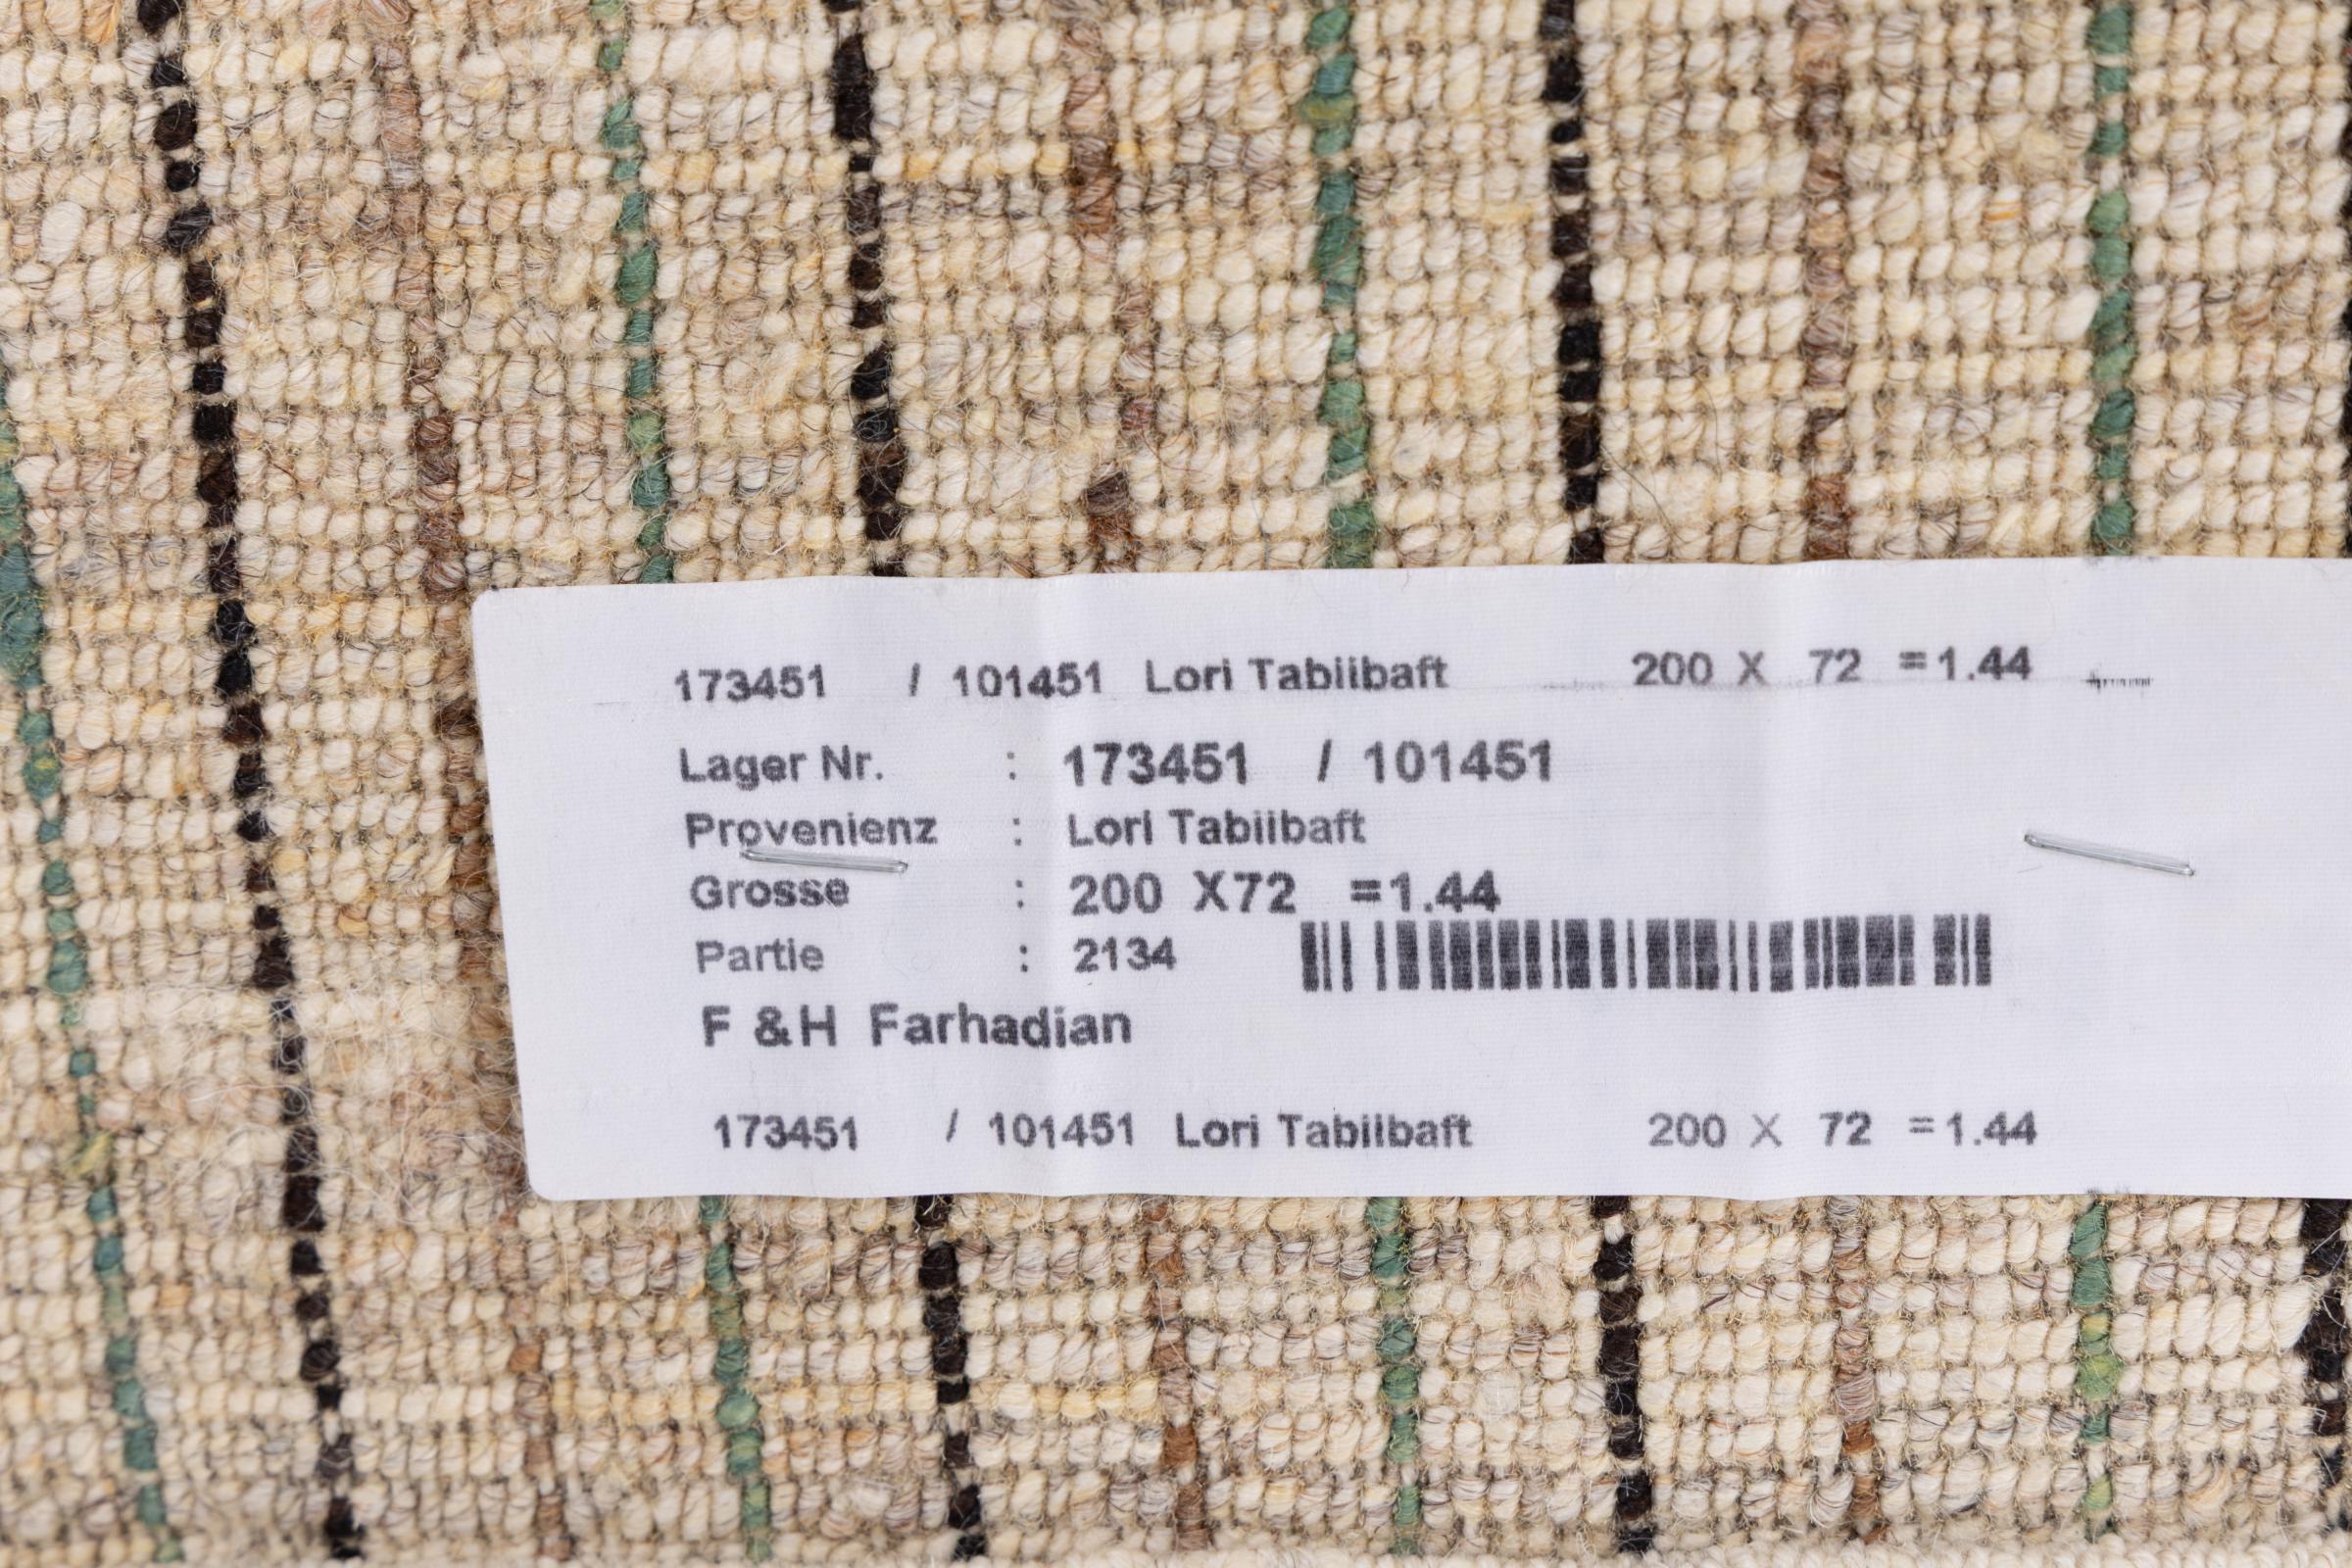 173451 / 101451 Lori Tabiibaft 200 X 72 =1.44
Lager Nr. : 173451 / 101451
Provenienz : Lori Tabiibaft
Grosse : 200 X72 =1.44
Partie : 2134
F &H Farhadian
173451 / 101451 Lori Tabiibaft 200 X 72 =1.44